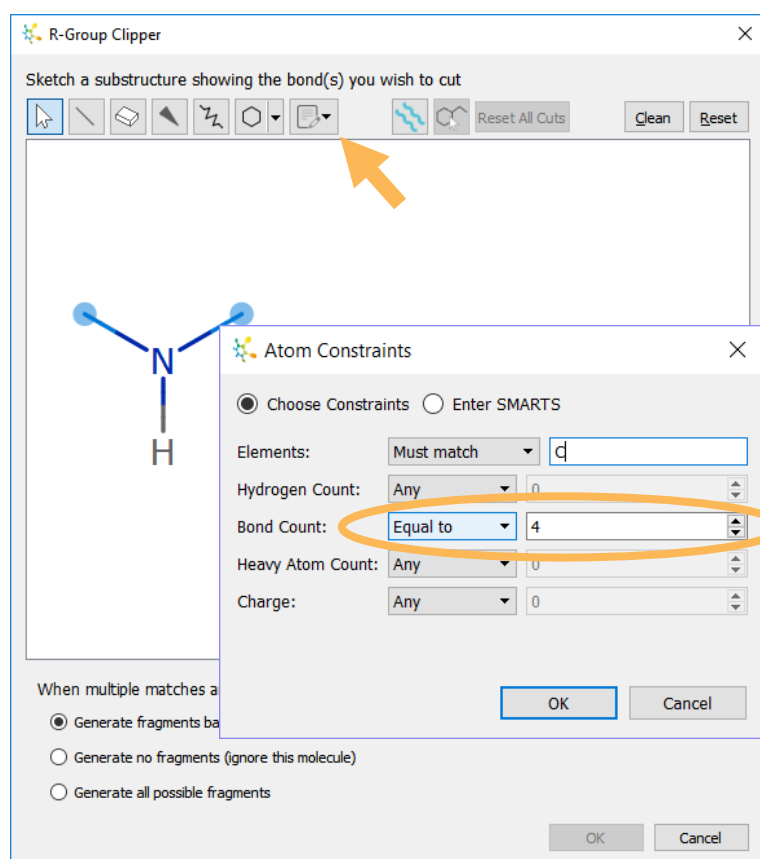 R-Group Clipper
Sketch a substructure showing the bond(s) you wish to cut
Reset All Cuts Clean Reset
N
H
Atom Constraints
Choose Constraints Enter SMARTS
Elements: Must match C
Hydrogen Count: Any 0
Bond Count: Equal to 4
Heavy Atom Count: Any 0
Charge: Any 0
OK Cancel
When multiple matches a
Generate fragments ba
Generate no fragments (ignore this molecule)
Generate all possible fragments
OK Cancel